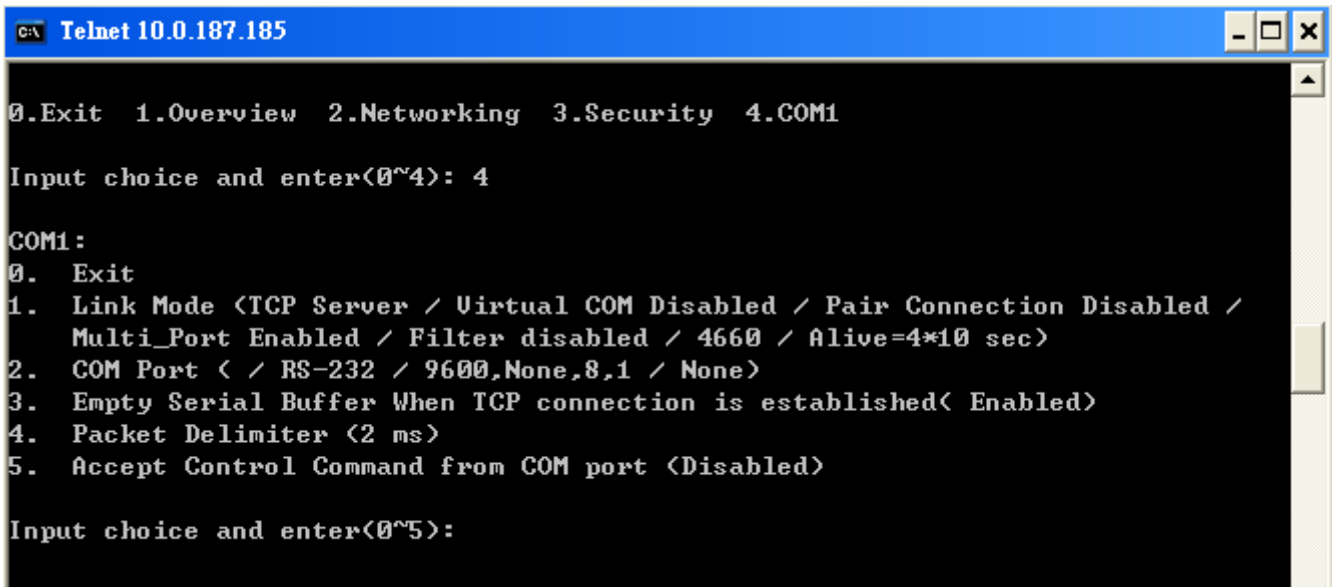 Telnet 10.0.187.185
0.Exit  1.Overview  2.Networking  3.Security  4.COM1
Input choice and enter(0~4): 4
COM1:
0.  Exit
1.  Link Mode (TCP Server / Virtual COM Disabled / Pair Connection Disabled /
Multi_Port Enabled / Filter disabled / 4660 / Alive=4*10 sec)
2.  COM Port ( / RS-232 / 9600,None,8,1 / None)
3.  Empty Serial Buffer When TCP connection is established( Enabled)
4.  Packet Delimiter (2 ms)
5.  Accept Control Command from COM port (Disabled)
Input choice and enter(0~5):